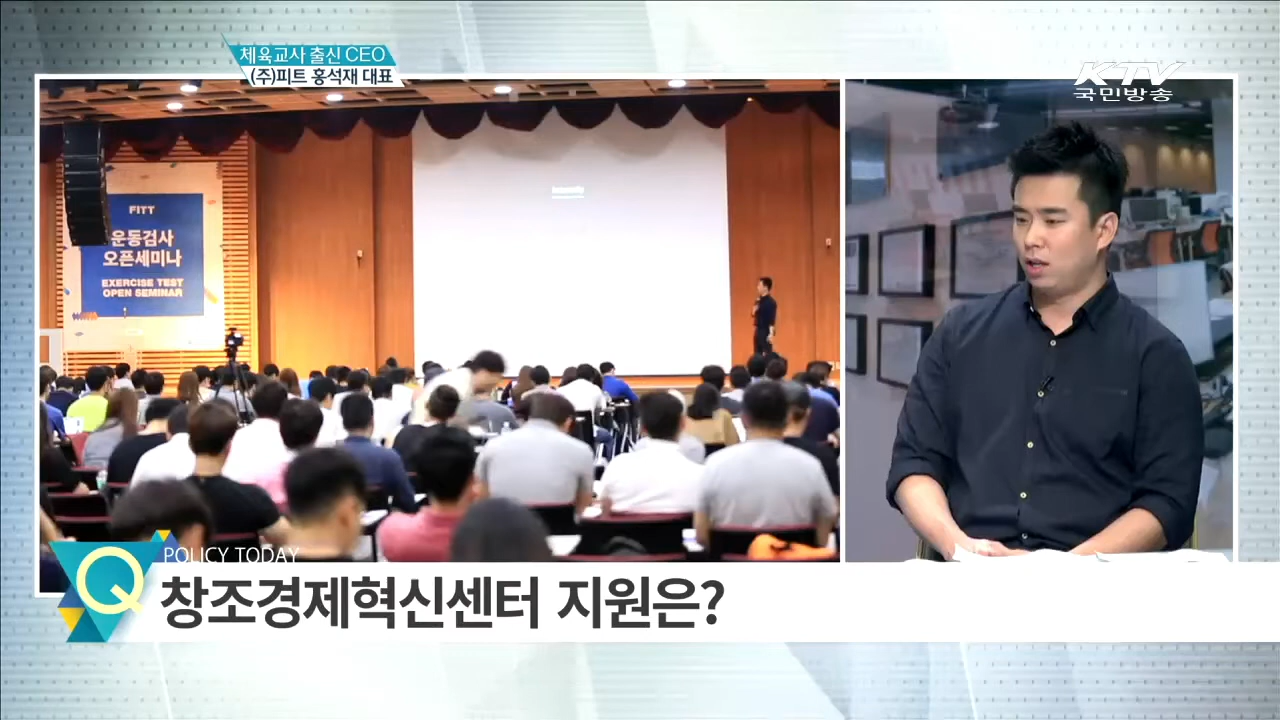 체육교사 출신 CEO
(주)피트 홍석재 대표
KTV
국민방송
FITT
운동검사
오픈세미나
EXERCISE TEST
OPEN SEMINAR
Q
POLICY TODAY
창조경제혁신센터 지원은?